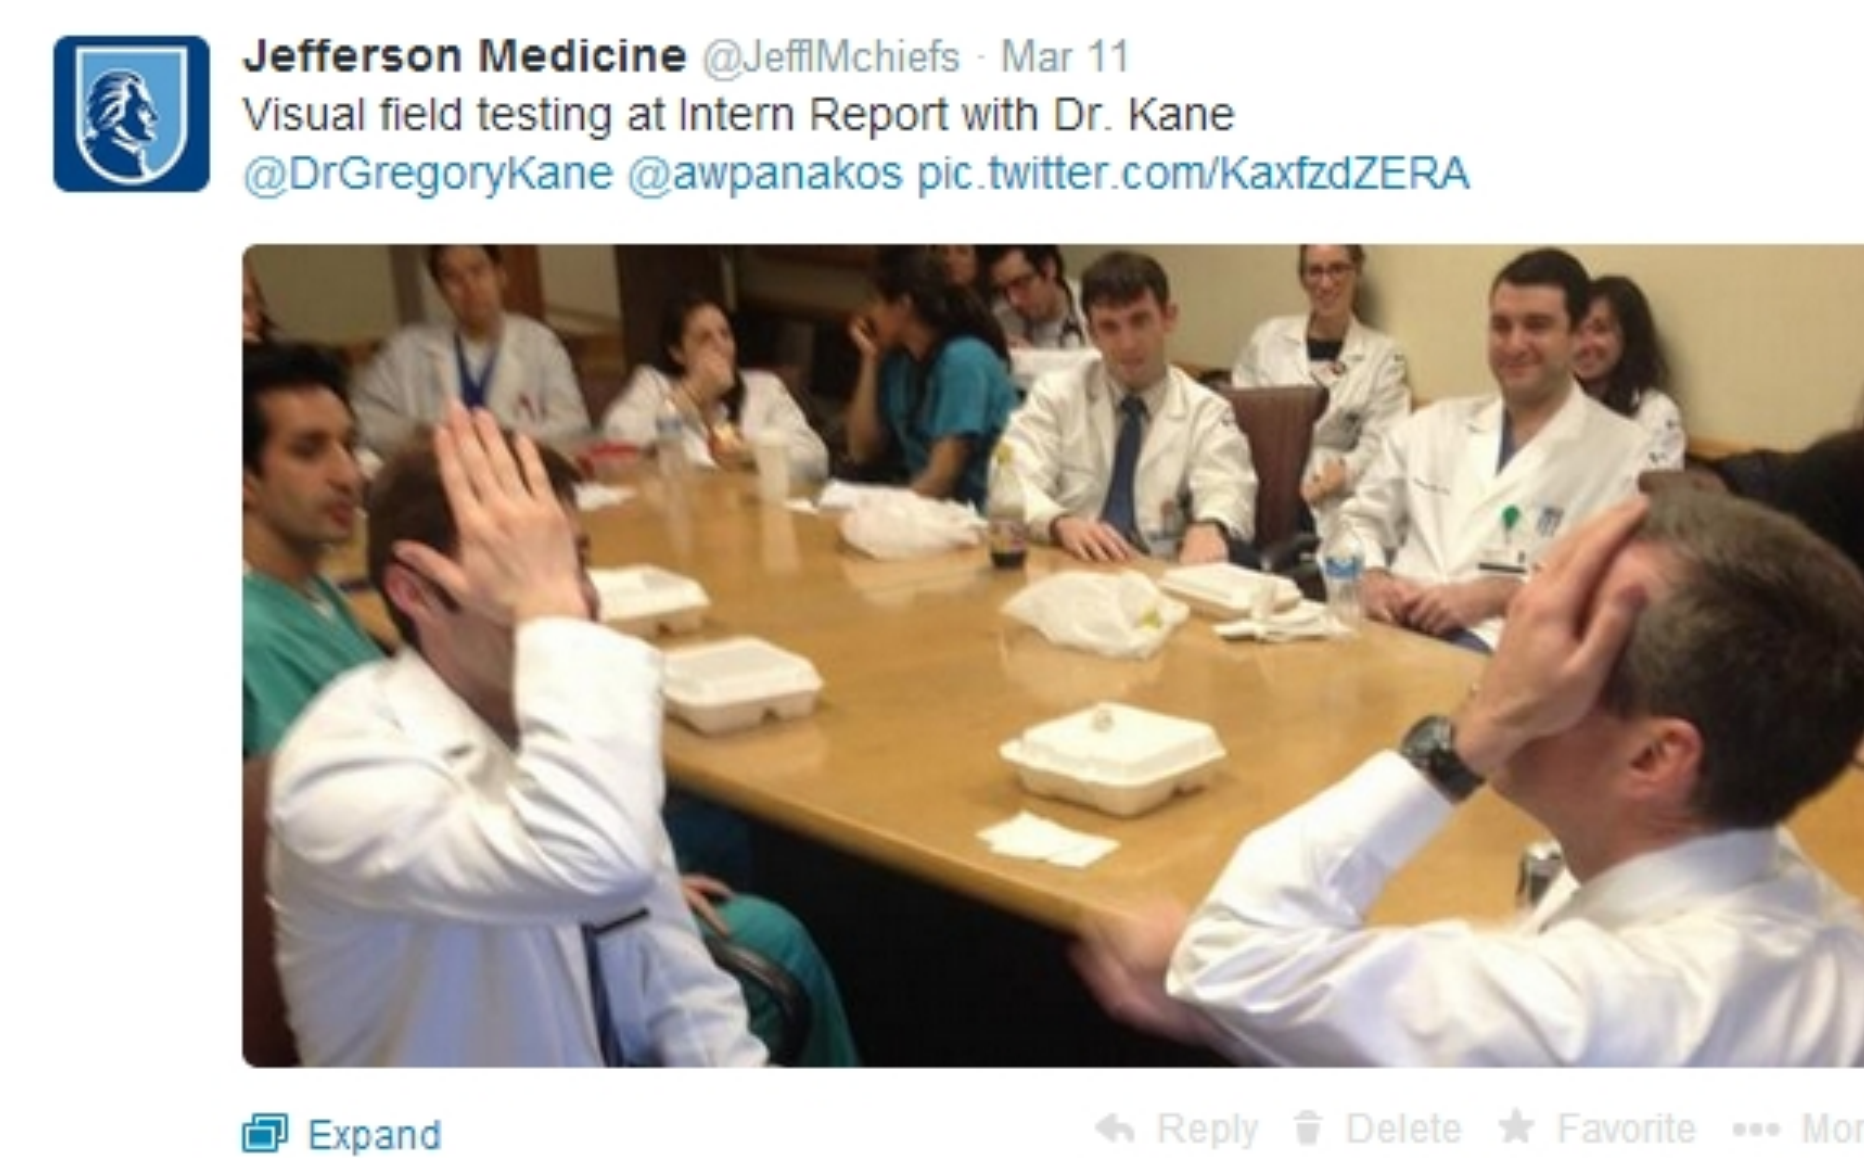 Jefferson Medicine @JeffIMchiefs · Mar 11
Visual field testing at Intern Report with Dr. Kane
@DrGregoryKane @awpanakos pic.twitter.com/KaxfzdZERA
Expand Reply Delete Favorite ••• Mor